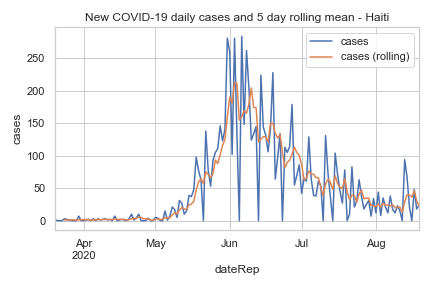 New COVID-19 daily cases and 5 day rolling mean - Haiti
cases
cases (rolling)
250
200
150
100
50
0
cases
Apr
2020
May
Jun
Jul
Aug
dateRep